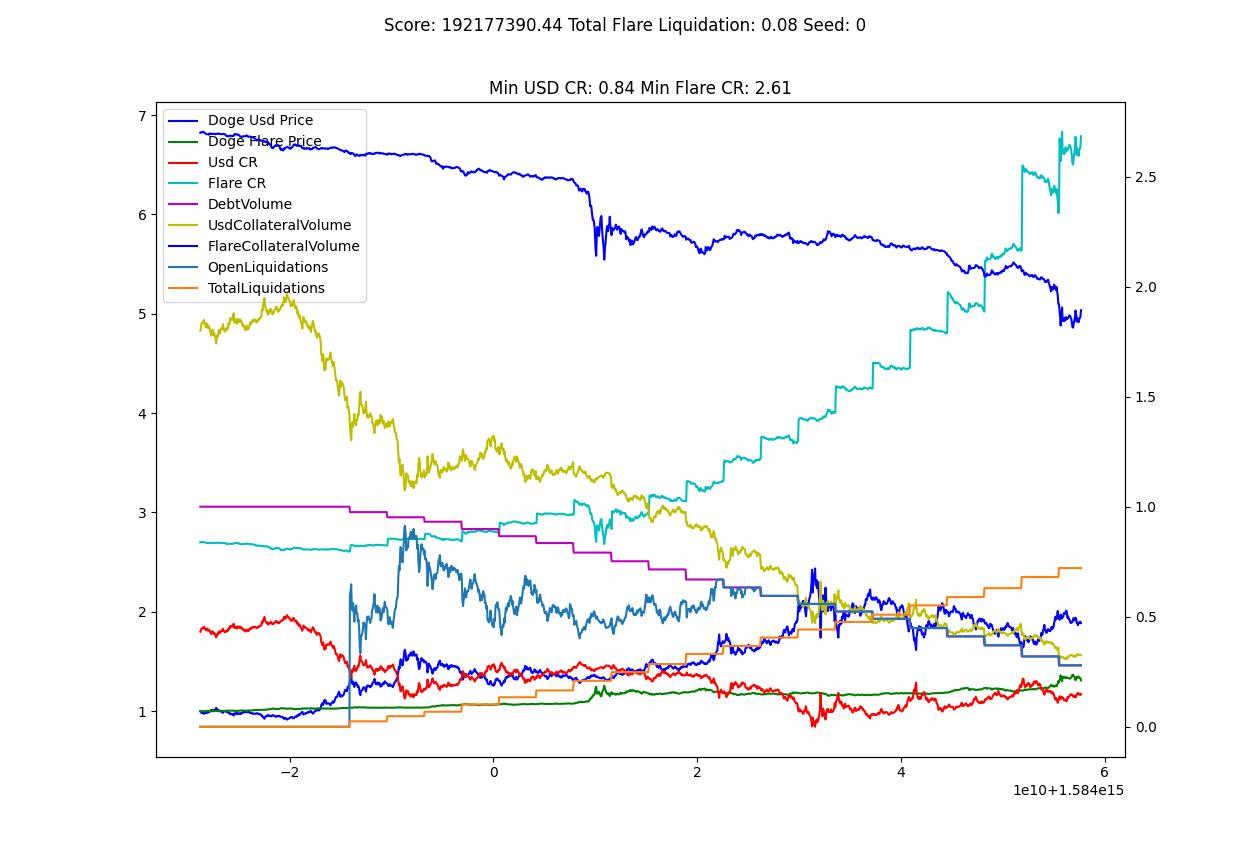 Score: 192177390.44 Total Flare Liquidation: 0.08 Seed: 0
Min USD CR: 0.84 Min Flare CR: 2.61
Doge Usd Price
Doge Flare Price
Usd CR
Flare CR
DebtVolume
UsdCollateralVolume
FlareCollateralVolume
OpenLiquidations
TotalLiquidations
7
6
5
4
3
2
1
2.5
2.0
1.5
1.0
0.5
0.0
−2
0
2
4
6
1e10+1.584e15